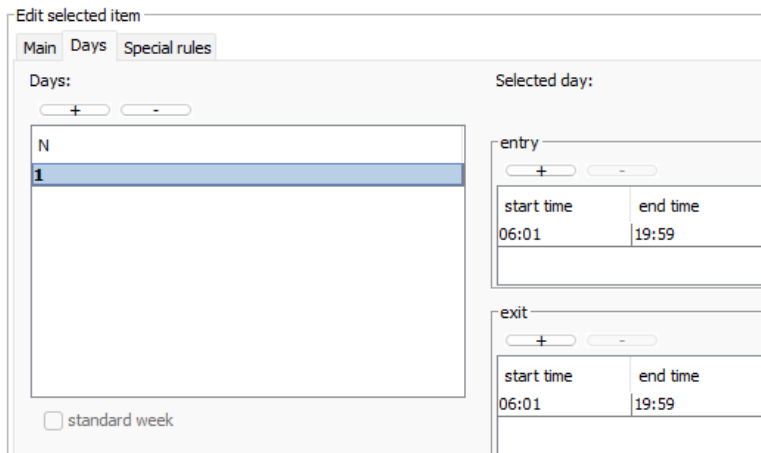 Edit selected item
Main Days Special rules
Days:
+ -
N
1
standard week
Selected day:
entry
+ -
start time end time
06:01 19:59
exit
+ -
start time end time
06:01 19:59